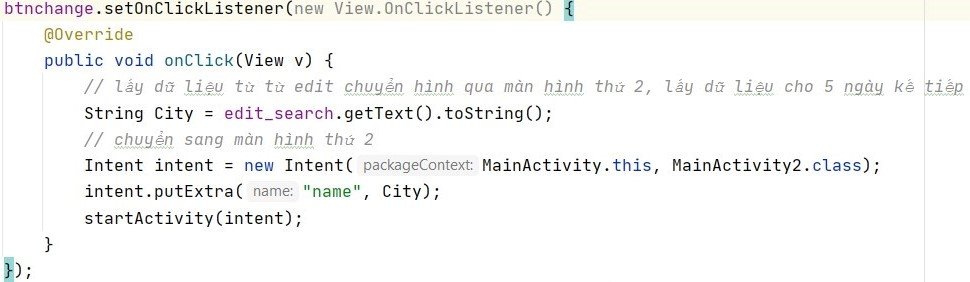 btnchange.setOnClickListener(new View.OnClickListener() {
@Override
public void onClick(View v) {
// lấy dữ liệu từ từ edit chuyển hình qua màn hình thứ 2, lấy dữ liệu cho 5 ngày kế tiếp
String City = edit_search.getText().toString();
// chuyển sang màn hình thứ 2
Intent intent = new Intent( packageContext: MainActivity.this, MainActivity2.class);
intent.putExtra( name: "name", City);
startActivity(intent);
}
});